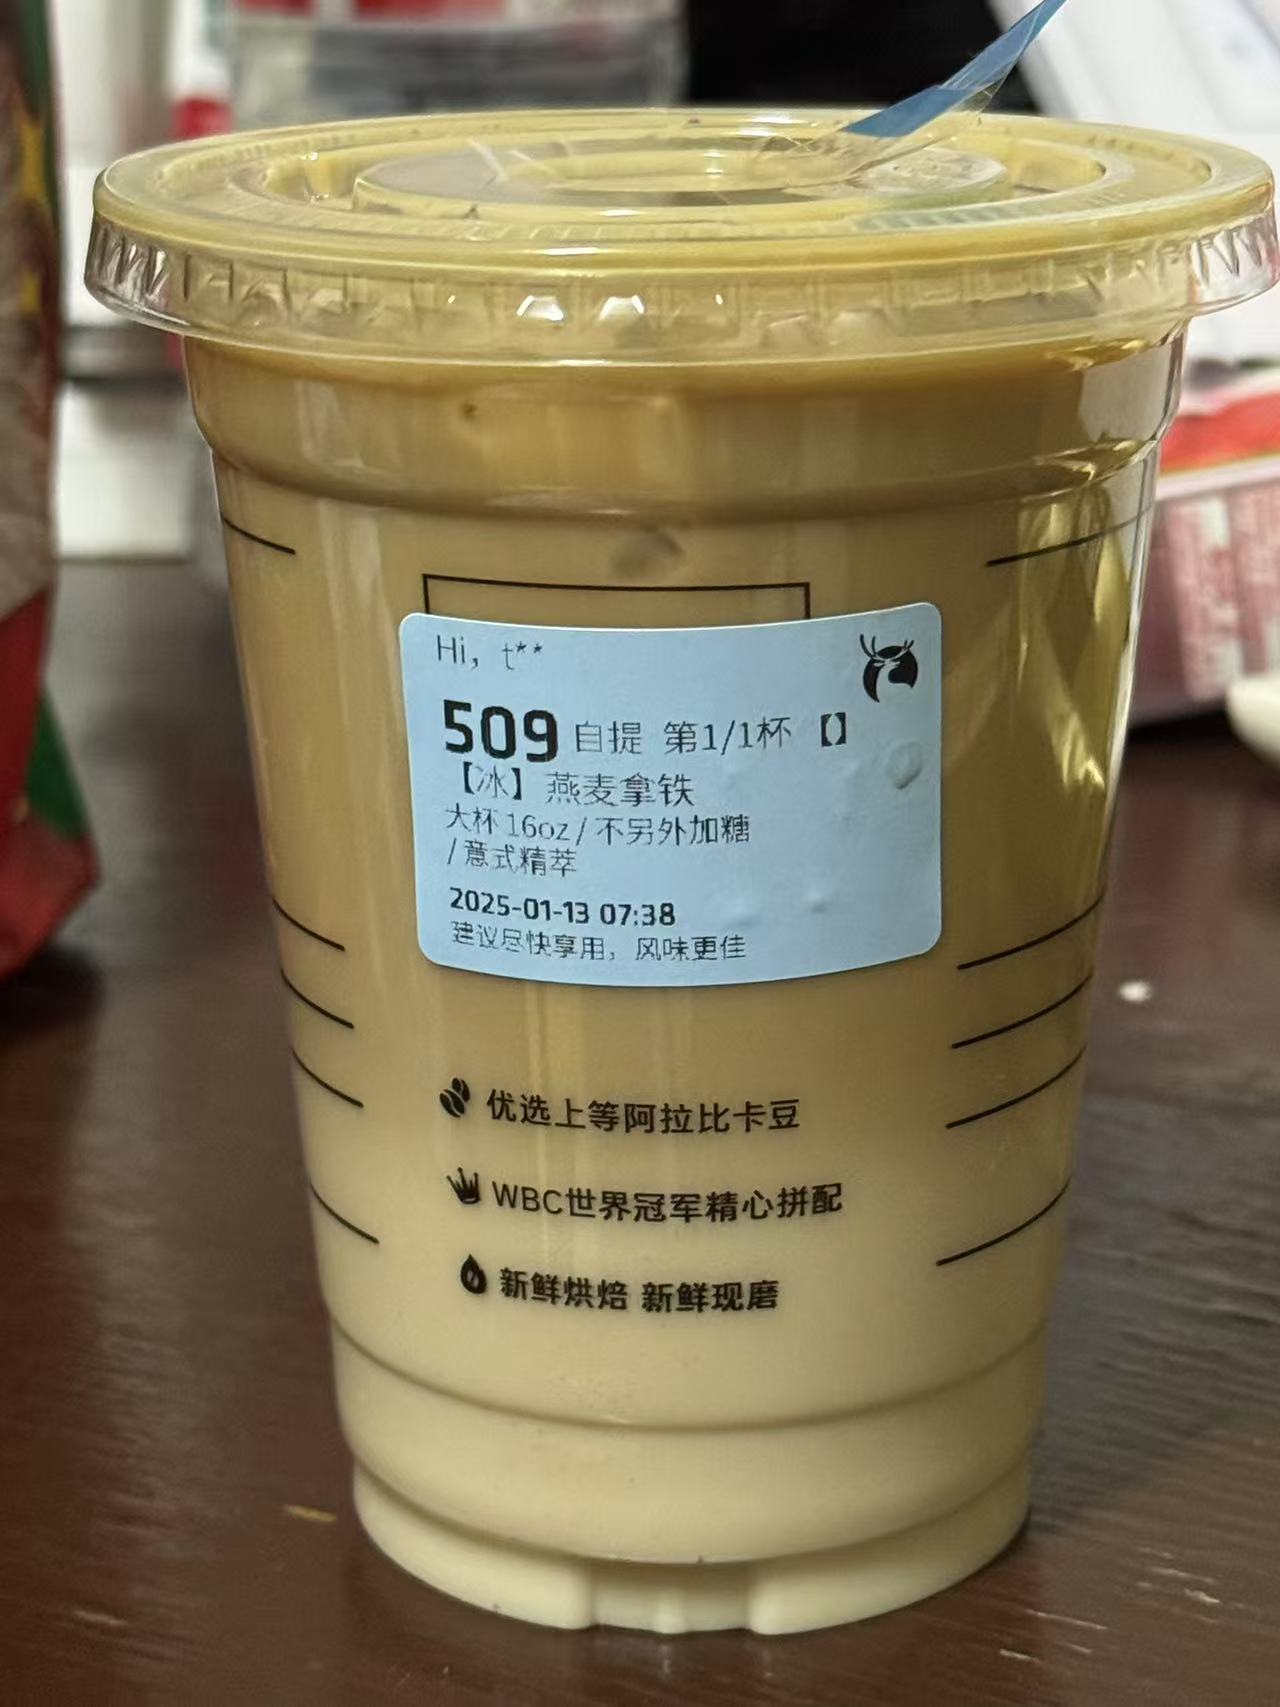 Hi, t**
509 自提 第1/1杯 【】
【冰】燕麦拿铁
大杯 16oz / 不另外加糖
/ 意式精萃
2025-01-13 07:38
建议尽快享用，风味更佳
优选上等阿拉比卡豆
WBC世界冠军精心拼配
新鲜烘焙 新鲜现磨